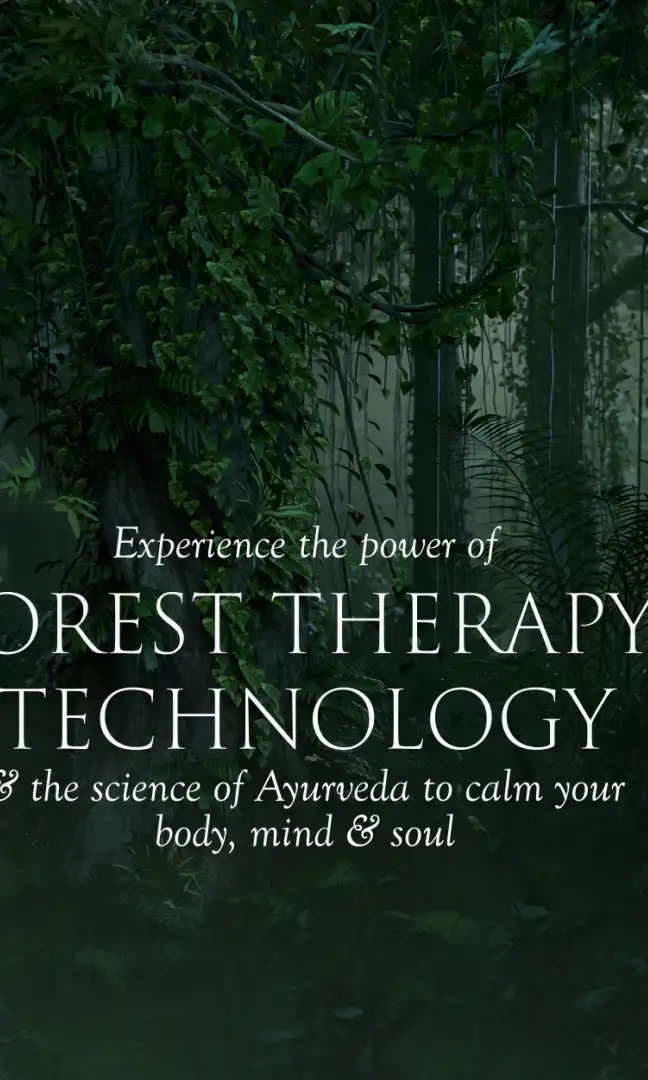 Experience the power of
OREST THERAPY
TECHNOLOGY
& the science of Ayurveda to calm your
body, mind & soul